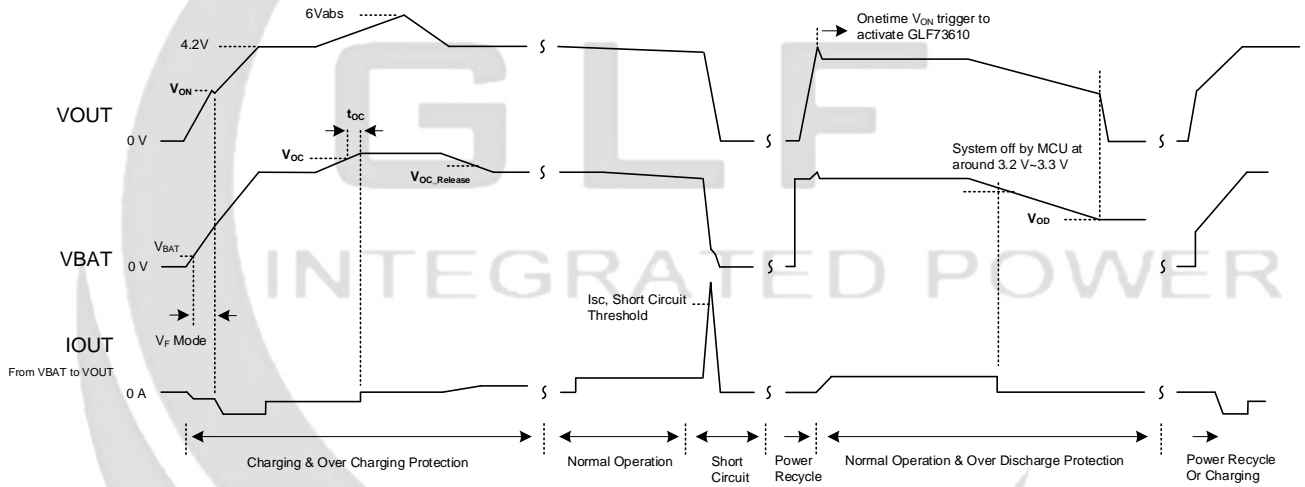 6Vabs
Onetime VON trigger to
activate GLF73610
4.2V
VON
VOUT
0 V
tOC
VOC
VOC_Release
System off by MCU at
around 3.2 V~3.3 V
VOD
VBAT
VBAT
0 V
GLF
INTEGRATED POWER
Isc, Short Circuit
Threshold
VF Mode
IOUT
From VBAT to VOUT
0 A
Charging & Over Charging Protection
Normal Operation
Short
Circuit
Power
Recycle
Normal Operation & Over Discharge Protection
Power Recycle
Or Charging